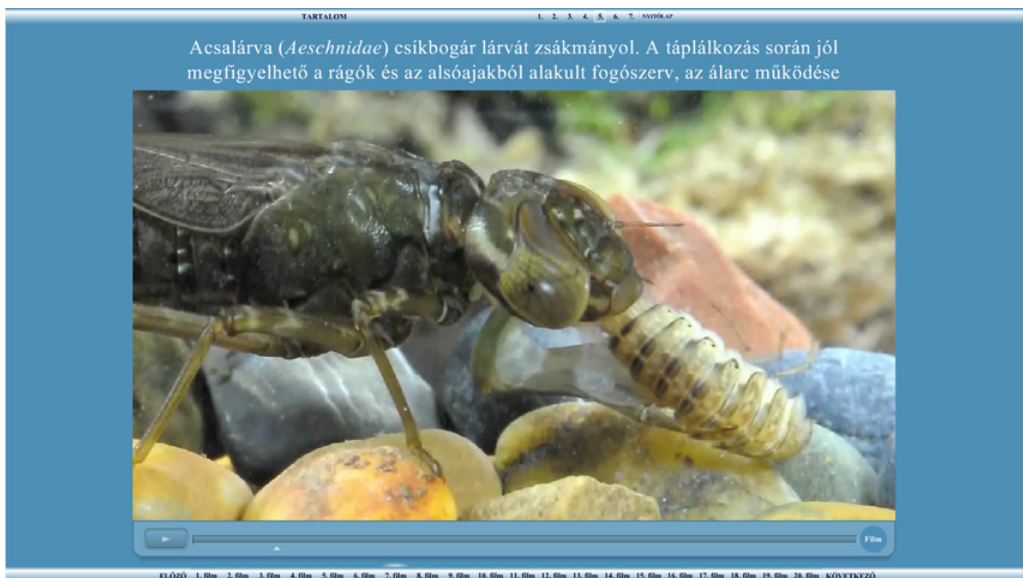 TARTALOM 1. 2. 3. 4. 5. 6. 7. NYITÓLAP
Acsalárva (Aeschnidae) csíkbogár lárvát zsákmányol. A táplálkozás során jól
megfigyelhető a rágók és az alsóajakból alakult fogószerv, az álarc működése
Film
ELŐZŐ 1. film 2. film 3. film 4. film 5. film 6. film 7. film 8. film 9. film 10. film 11. film 12. film 13. film 14. film 15. film 16. film 17. film 18. film 19. film 20. film KÖVETKEZŐ